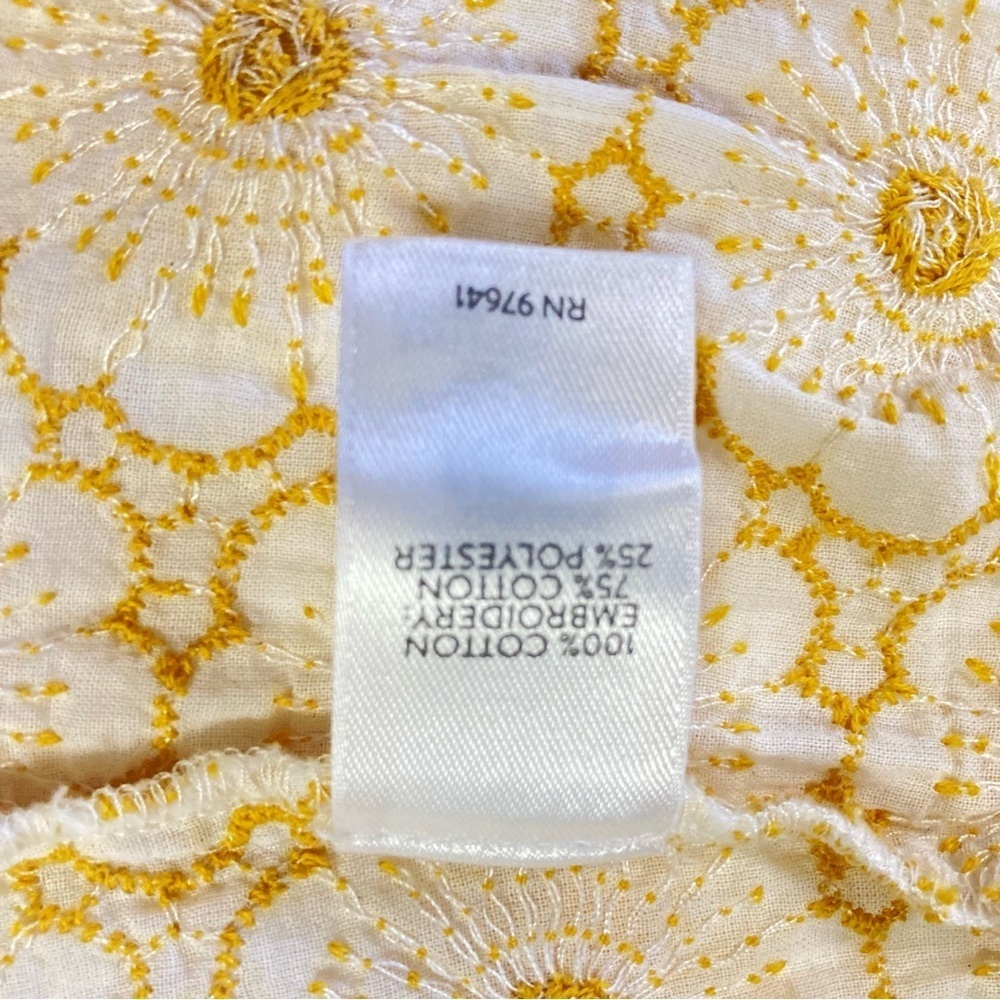 100% COTTON
EMBROIDERY:
75% COTTON
25% POLYESTER
RN 97641